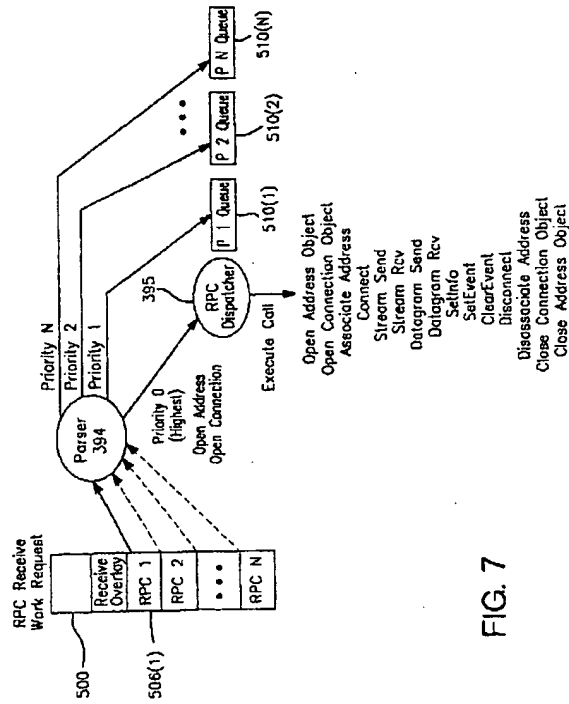 RPC Receive
Work Request
500
Receive
Overlay
506(1)
RPC 1
RPC 2
RPC N
Parser
394
Priority N
Priority 2
Priority 1
Priority 0
(Highest)
Open Address
Open Connection
395
RPC
Dispatcher
P 1 Queue
510(1)
P 2 Queue
510(2)
P N Queue
510(N)
Execute Call
Open Address Object
Open Connection Object
Associate Address
Connect
Stream Send
Stream Rcv
Datagram Send
Datagram Rcv
SetInfo
SetEvent
ClearEvent
Disconnect
Disassociate Address
Close Connection Object
Close Address Object
FIG. 7